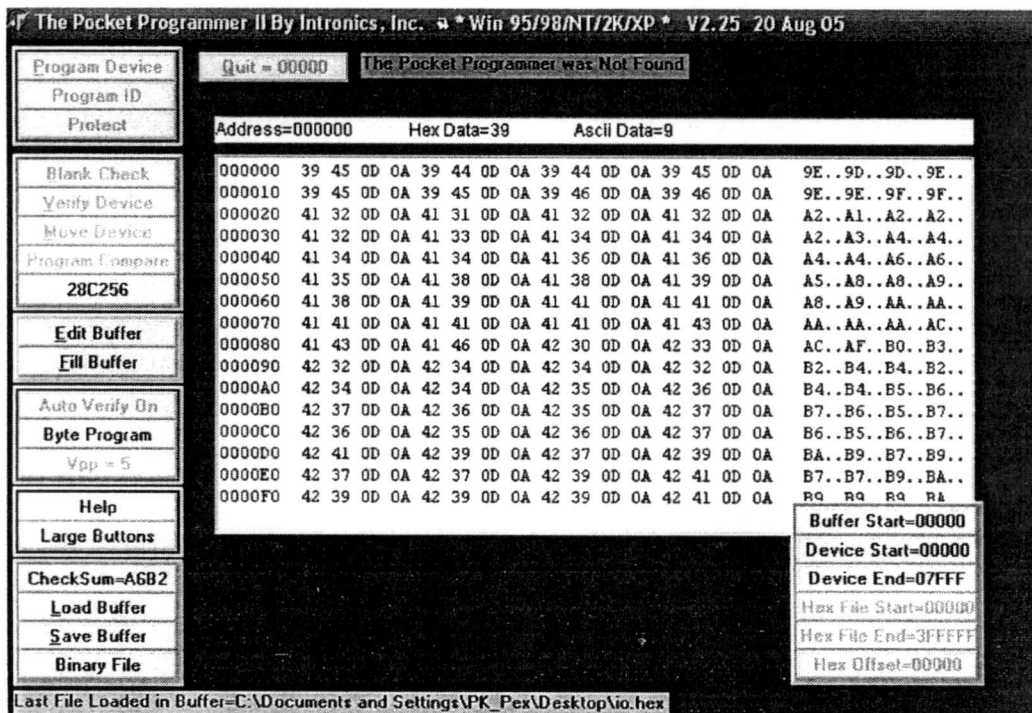 The Pocket Programmer II By Intronics, Inc. * Win 95/98/NT/2K/XP * V2.25 20 Aug 05
Program Device
Program ID
Protect
Quit = 00000
The Pocket Programmer was Not Found
Address=000000 Hex Data=39 Ascii Data=9
Blank Check
Verify Device
Move Device
Program Compare
28C256
Edit Buffer
Fill Buffer
Auto Verify On
Byte Program
Vpp = 5
Help
Large Buttons
CheckSum=A6B2
Load Buffer
Save Buffer
Binary File
000000 39 45 0D 0A 39 44 0D 0A 39 44 0D 0A 39 45 0D 0A 9E..9D..9D..9E..
000010 39 45 0D 0A 39 45 0D 0A 39 46 0D 0A 39 46 0D 0A 9E..9E..9F..9F..
000020 41 32 0D 0A 41 31 0D 0A 41 32 0D 0A 41 32 0D 0A A2..A1..A2..A2..
000030 41 32 0D 0A 41 33 0D 0A 41 34 0D 0A 41 34 0D 0A A2..A3..A4..A4..
000040 41 34 0D 0A 41 34 0D 0A 41 36 0D 0A 41 36 0D 0A A4..A4..A6..A6..
000050 41 35 0D 0A 41 38 0D 0A 41 38 0D 0A 41 39 0D 0A A5..A8..A8..A9..
000060 41 38 0D 0A 41 39 0D 0A 41 41 0D 0A 41 41 0D 0A A8..A9..AA..AA..
000070 41 41 0D 0A 41 41 0D 0A 41 41 0D 0A 41 43 0D 0A AA..AA..AA..AC..
000080 41 43 0D 0A 41 46 0D 0A 42 30 0D 0A 42 33 0D 0A AC..AF..B0..B3..
000090 42 32 0D 0A 42 34 0D 0A 42 34 0D 0A 42 32 0D 0A B2..B4..B4..B2..
0000A0 42 34 0D 0A 42 34 0D 0A 42 35 0D 0A 42 36 0D 0A B4..B4..B5..B6..
0000B0 42 37 0D 0A 42 36 0D 0A 42 35 0D 0A 42 37 0D 0A B7..B6..B5..B7..
0000C0 42 36 0D 0A 42 35 0D 0A 42 36 0D 0A 42 37 0D 0A B6..B5..B6..B7..
0000D0 42 41 0D 0A 42 39 0D 0A 42 37 0D 0A 42 39 0D 0A BA..B9..B7..B9..
0000E0 42 37 0D 0A 42 37 0D 0A 42 39 0D 0A 42 41 0D 0A B7..B7..B9..BA..
0000F0 42 39 0D 0A 42 39 0D 0A 42 39 0D 0A 42 41 0D 0A B9 B9 B9 BA
Buffer Start=00000
Device Start=00000
Device End=07FFF
Hex File Start=00000
Hex File End=3FFFFF
Hex Offset=00000
Last File Loaded in Buffer=C:\Documents and Settings\PK_Pex\Desktop\io.hex